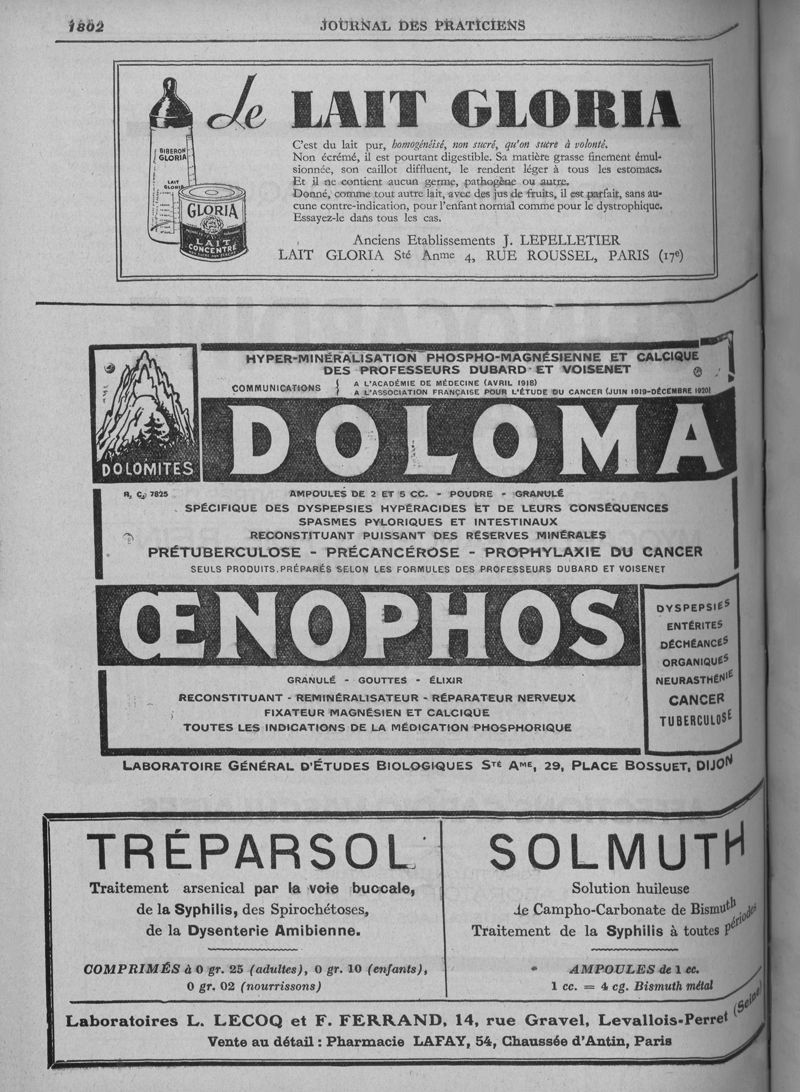 1802
JOURNAL DES PRATICIENS
BIBERON
GLORIA
LAIT
GLORIA
GLORIA
LAIT
CONCENTRÉ
Le LAIT GLORIA
C'est du lait pur, homogénéisé, non sucré, qu'on sucre à volonté.
Non écrémé, il est pourtant digestible. Sa matière grasse finement émul-
sionnée, son caillot diffluent, le rendent léger à tous les estomacs.
Et il ne contient aucun germe, pathogène ou autre.
Donné, comme tout autre lait, avec des jus de fruits, il est parfait, sans au-
cune contre-indication, pour l'enfant normal comme pour le dystrophique.
Essayez-le dans tous les cas.
Anciens Etablissements J. LEPELLETIER
LAIT GLORIA Sté Anme 4, RUE ROUSSEL, PARIS (17e)
DOLOMITES
HYPER-MINÉRALISATION PHOSPHO-MAGNÉSIENNE ET CALCIQUE
DES PROFESSEURS DUBARD ET VOISENET
COMMUNICATIONS { A L'ACADÉMIE DE MÉDECINE (AVRIL 1918)
A L'ASSOCIATION FRANÇAISE POUR L'ÉTUDE DU CANCER (JUIN 1919-DÉCEMBRE 1920)
DOLOMA
R. C. 7825
AMPOULES DE 2 ET 5 CC. - POUDRE - GRANULÉ
SPÉCIFIQUE DES DYSPEPSIES HYPÉRACIDES ET DE LEURS CONSÉQUENCES
SPASMES PYLORIQUES ET INTESTINAUX
RECONSTITUANT PUISSANT DES RÉSERVES MINÉRALES
PRÉTUBERCULOSE - PRÉCANCÉROSE - PROPHYLAXIE DU CANCER
SEULS PRODUITS PRÉPARÉS SELON LES FORMULES DES PROFESSEURS DUBARD ET VOISENET
ŒNOPHOS
GRANULÉ - GOUTTES - ÉLIXIR
RECONSTITUANT - REMINÉRALISATEUR - RÉPARATEUR NERVEUX
FIXATEUR MAGNÉSIEN ET CALCIQUE
TOUTES LES INDICATIONS DE LA MÉDICATION PHOSPHORIQUE
DYSPEPSIES
ENTÉRITES
DÉCHÉANCES
ORGANIQUES
NEURASTHÉNIE
CANCER
TUBERCULOSE
LABORATOIRE GÉNÉRAL D'ÉTUDES BIOLOGIQUES STÉ AME, 29, PLACE BOSSUET, DIJON
TRÉPARSOL
Traitement arsenical par la voie buccale,
de la Syphilis, des Spirochétoses,
de la Dysenterie Amibienne.
COMPRIMÉS à 0 gr. 25 (adultes), 0 gr. 10 (enfants),
0 gr. 02 (nourrissons)
SOLMUTH
Solution huileuse
de Campho-Carbonate de Bismuth
Traitement de la Syphilis à toutes périodes
AMPOULES de 1 cc.
1 cc. = 4 cg. Bismuth métal
Laboratoires L. LECOQ et F. FERRAND, 14, rue Gravel, Levallois-Perret (Seine)
Vente au détail : Pharmacie LAFAY, 54, Chaussée d'Antin, Paris